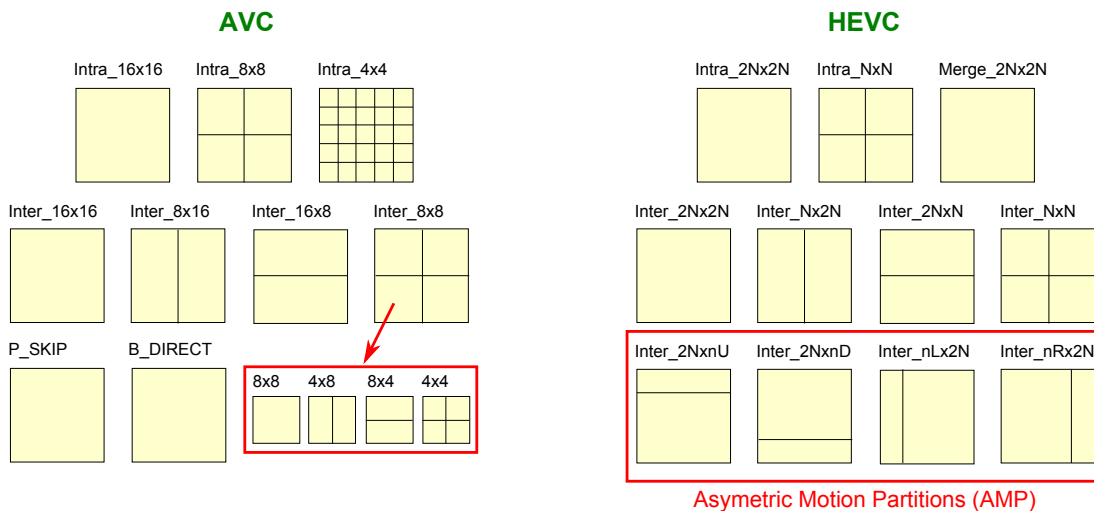 AVC
Intra_16x16 Intra_8x8 Intra_4x4
Inter_16x16 Inter_8x16 Inter_16x8 Inter_8x8
P_SKIP B_DIRECT
8x8 4x8 8x4 4x4
HEVC
Intra_2Nx2N Intra_NxN Merge_2Nx2N
Inter_2Nx2N Inter_Nx2N Inter_2NxN Inter_NxN
Inter_2NxnU Inter_2NxnD Inter_nLx2N Inter_nRx2N
Asymetric Motion Partitions (AMP)